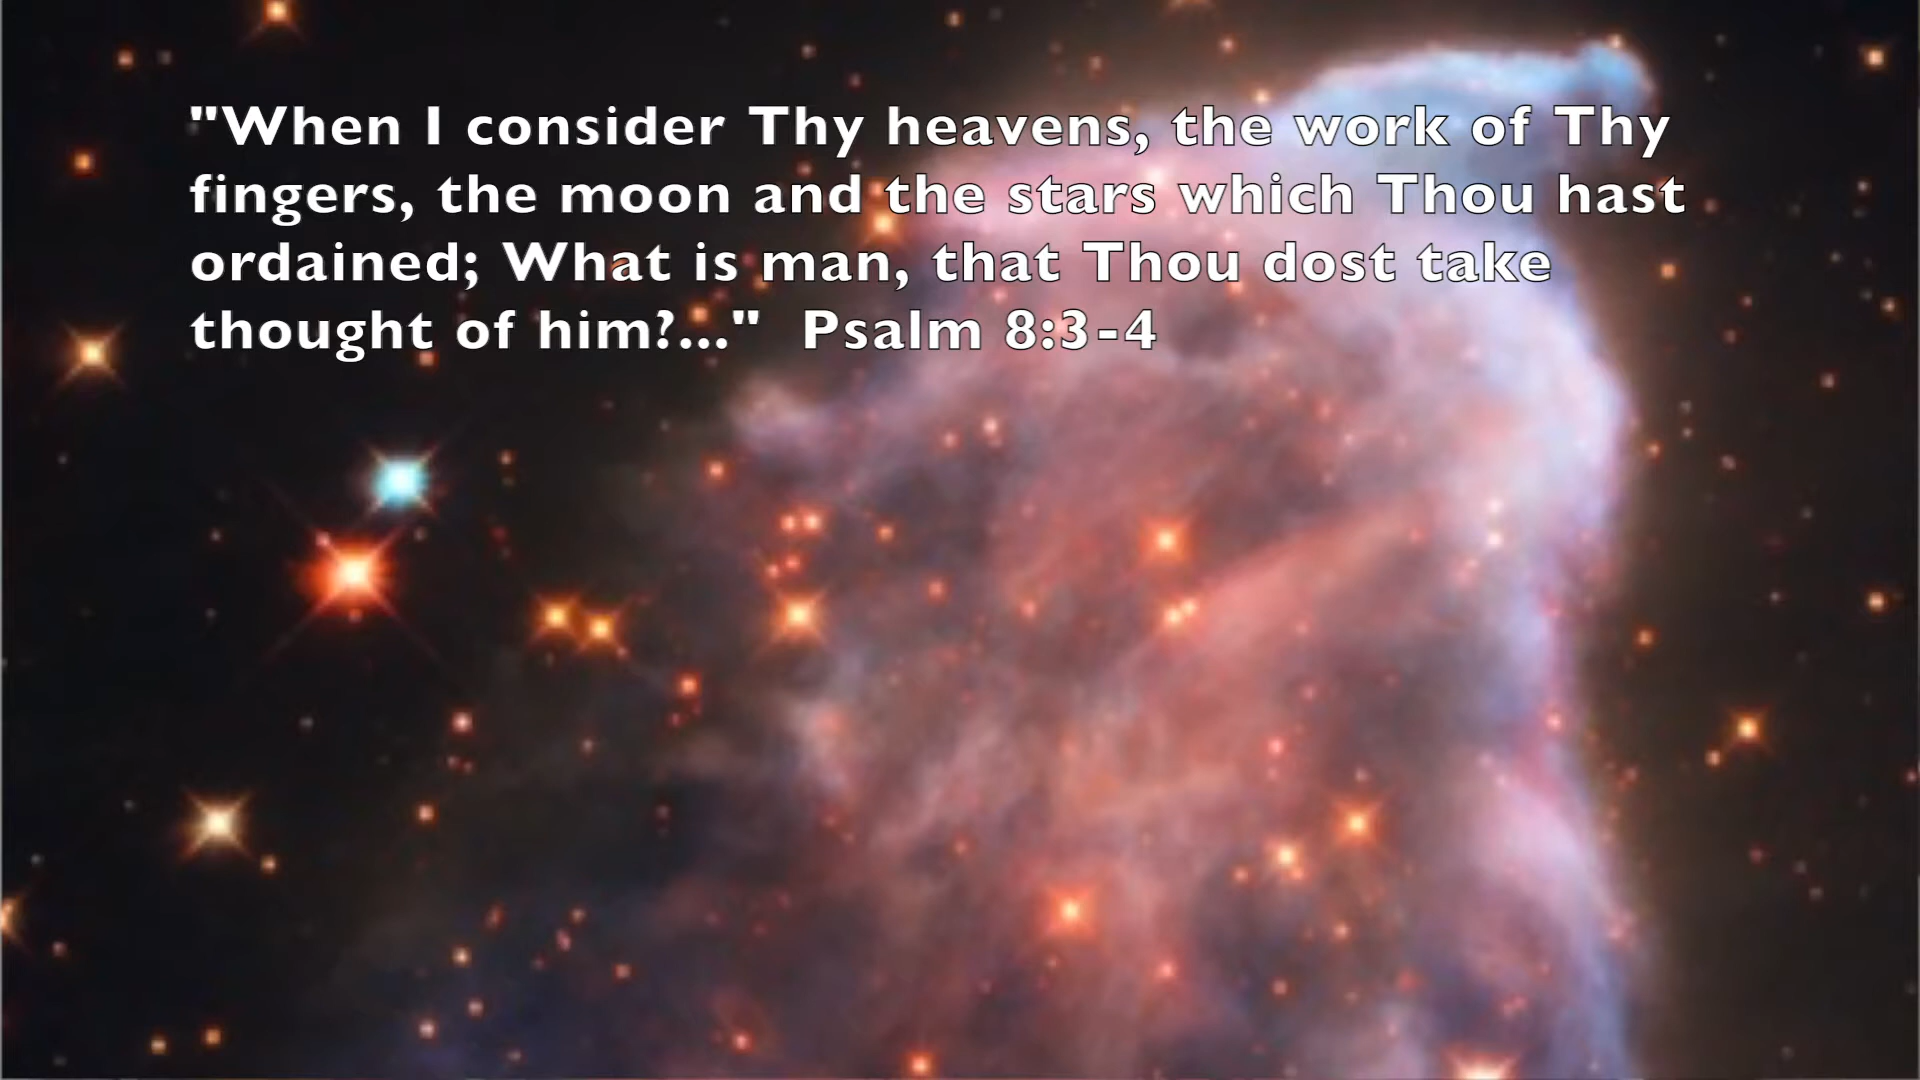 "When I consider Thy heavens, the work of Thy
fingers, the moon and the stars which Thou hast
ordained; What is man, that Thou dost take
thought of him?..."  Psalm 8:3-4